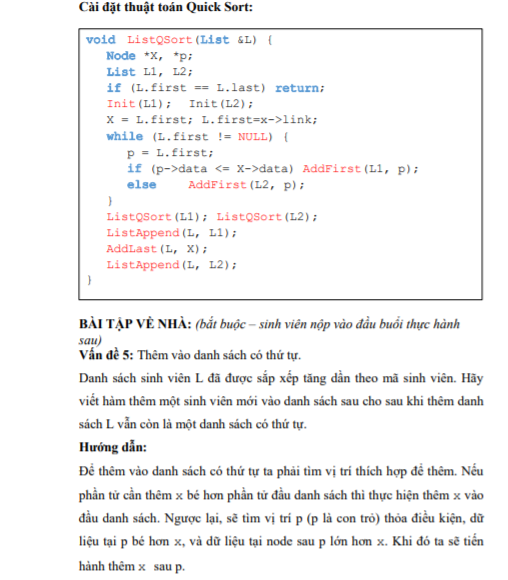 Cài đặt thuật toán Quick Sort:
void ListQSort(List &L) {
Node *X, *p;
List L1, L2;
if (L.first == L.last) return;
Init(L1); Init(L2);
X = L.first; L.first=x->link;
while (L.first != NULL) {
p = L.first;
if (p->data <= X->data) AddFirst(L1, p);
else AddFirst(L2, p);
}
ListQSort(L1); ListQSort(L2);
ListAppend(L, L1);
AddLast(L, X);
ListAppend(L, L2);
}
BÀI TẬP VỀ NHÀ: (bắt buộc – sinh viên nộp vào đầu buổi thực hành
sau)
Vấn đề 5: Thêm vào danh sách có thứ tự.
Danh sách sinh viên L đã được sắp xếp tăng dần theo mã sinh viên. Hãy
viết hàm thêm một sinh viên mới vào danh sách sau cho sau khi thêm danh
sách L vẫn còn là một danh sách có thứ tự.
Hướng dẫn:
Để thêm vào danh sách có thứ tự ta phải tìm vị trí thích hợp để thêm. Nếu
phần tử cần thêm x bé hơn phần tử đầu danh sách thì thực hiện thêm x vào
đầu danh sách. Ngược lại, sẽ tìm vị trí p (p là con trỏ) thỏa điều kiện, dữ
liệu tại p bé hơn x, và dữ liệu tại node sau p lớn hơn x. Khi đó ta sẽ tiến
hành thêm x sau p.